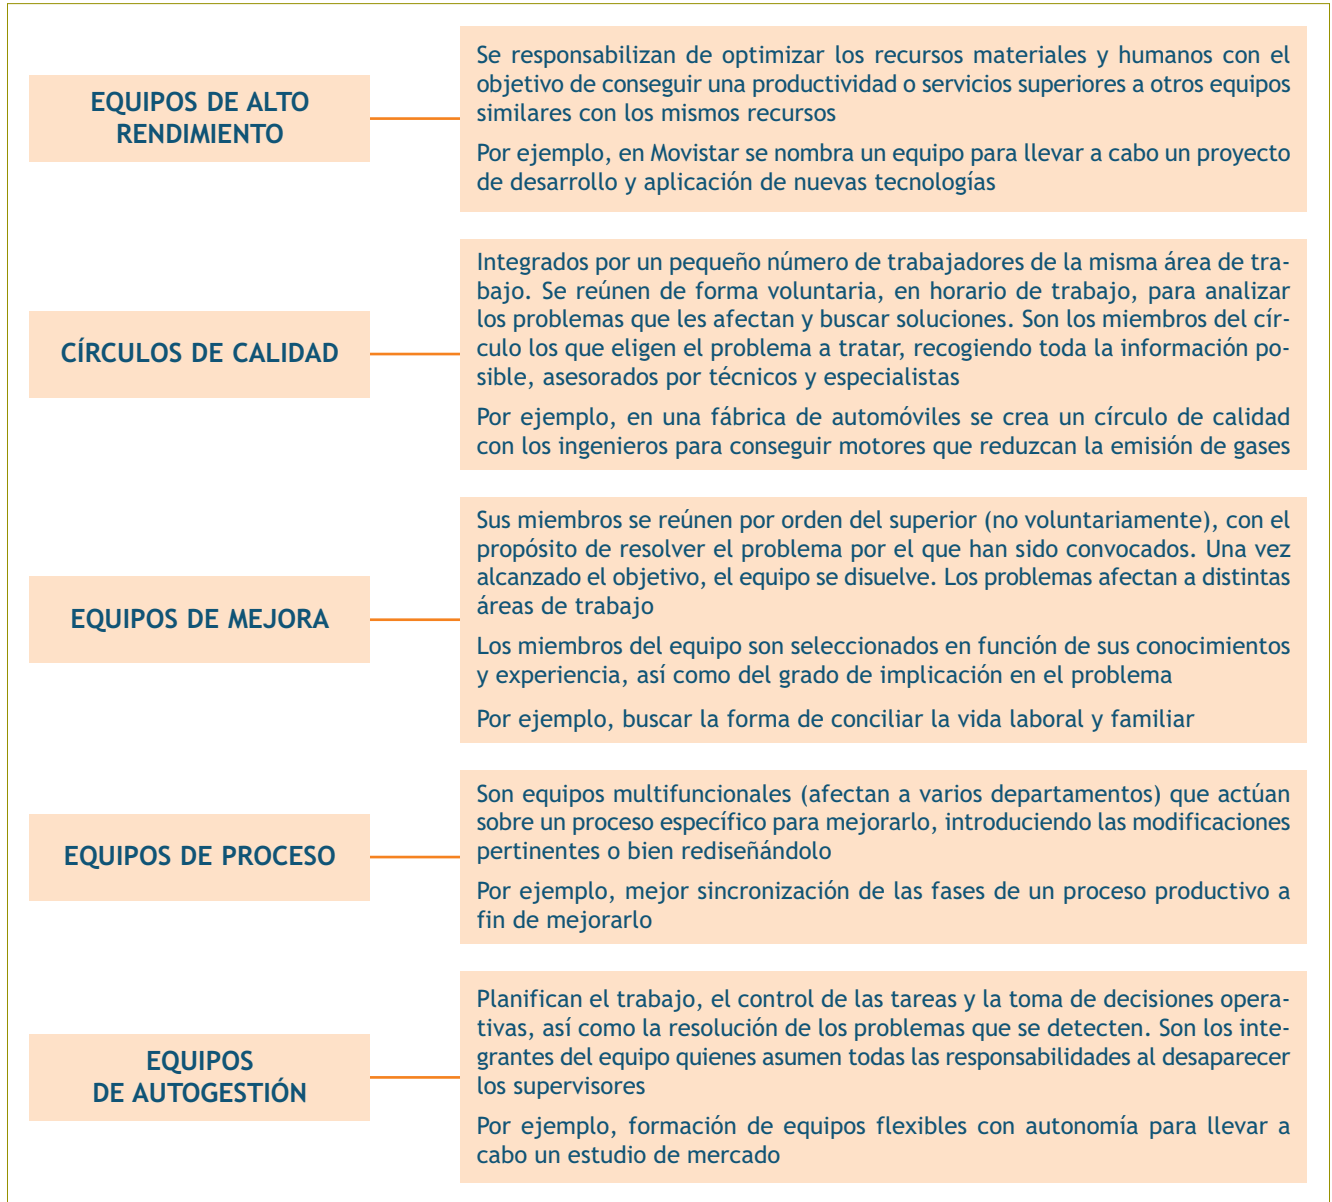 EQUIPOS DE ALTO
RENDIMIENTO
Se responsabilizan de optimizar los recursos materiales y humanos con el
objetivo de conseguir una productividad o servicios superiores a otros equipos
similares con los mismos recursos
Por ejemplo, en Movistar se nombra un equipo para llevar a cabo un proyecto
de desarrollo y aplicación de nuevas tecnologías
CÍRCULOS DE CALIDAD
Integrados por un pequeño número de trabajadores de la misma área de tra-
bajo. Se reúnen de forma voluntaria, en horario de trabajo, para analizar
los problemas que les afectan y buscar soluciones. Son los miembros del cír-
culo los que eligen el problema a tratar, recogiendo toda la información po-
sible, asesorados por técnicos y especialistas
Por ejemplo, en una fábrica de automóviles se crea un círculo de calidad
con los ingenieros para conseguir motores que reduzcan la emisión de gases
EQUIPOS DE MEJORA
Sus miembros se reúnen por orden del superior (no voluntariamente), con el
propósito de resolver el problema por el que han sido convocados. Una vez
alcanzado el objetivo, el equipo se disuelve. Los problemas afectan a distintas
áreas de trabajo
Los miembros del equipo son seleccionados en función de sus conocimientos
y experiencia, así como del grado de implicación en el problema
Por ejemplo, buscar la forma de conciliar la vida laboral y familiar
EQUIPOS DE PROCESO
Son equipos multifuncionales (afectan a varios departamentos) que actúan
sobre un proceso específico para mejorarlo, introduciendo las modificaciones
pertinentes o bien rediseñándolo
Por ejemplo, mejor sincronización de las fases de un proceso productivo a
fin de mejorarlo
EQUIPOS
DE AUTOGESTIÓN
Planifican el trabajo, el control de las tareas y la toma de decisiones opera-
tivas, así como la resolución de los problemas que se detecten. Son los inte-
grantes del equipo quienes asumen todas las responsabilidades al desaparecer
los supervisores
Por ejemplo, formación de equipos flexibles con autonomía para llevar a
cabo un estudio de mercado